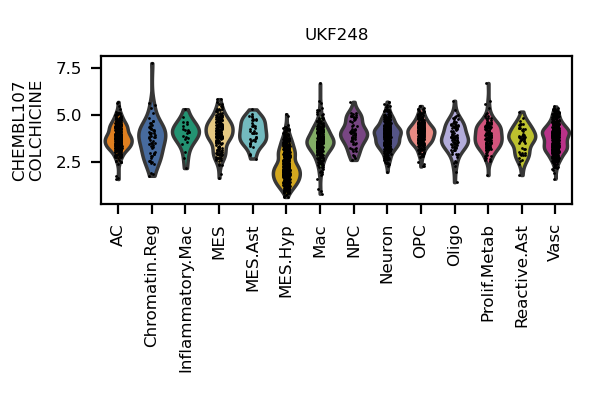 UKF248
CHEMBL107
COLCHICINE
7.5
5.0
2.5
AC
Chromatin.Reg
Inflammatory.Mac
MES
MES.Ast
MES.Hyp
Mac
NPC
Neuron
OPC
Oligo
Prolif.Metab
Reactive.Ast
Vasc